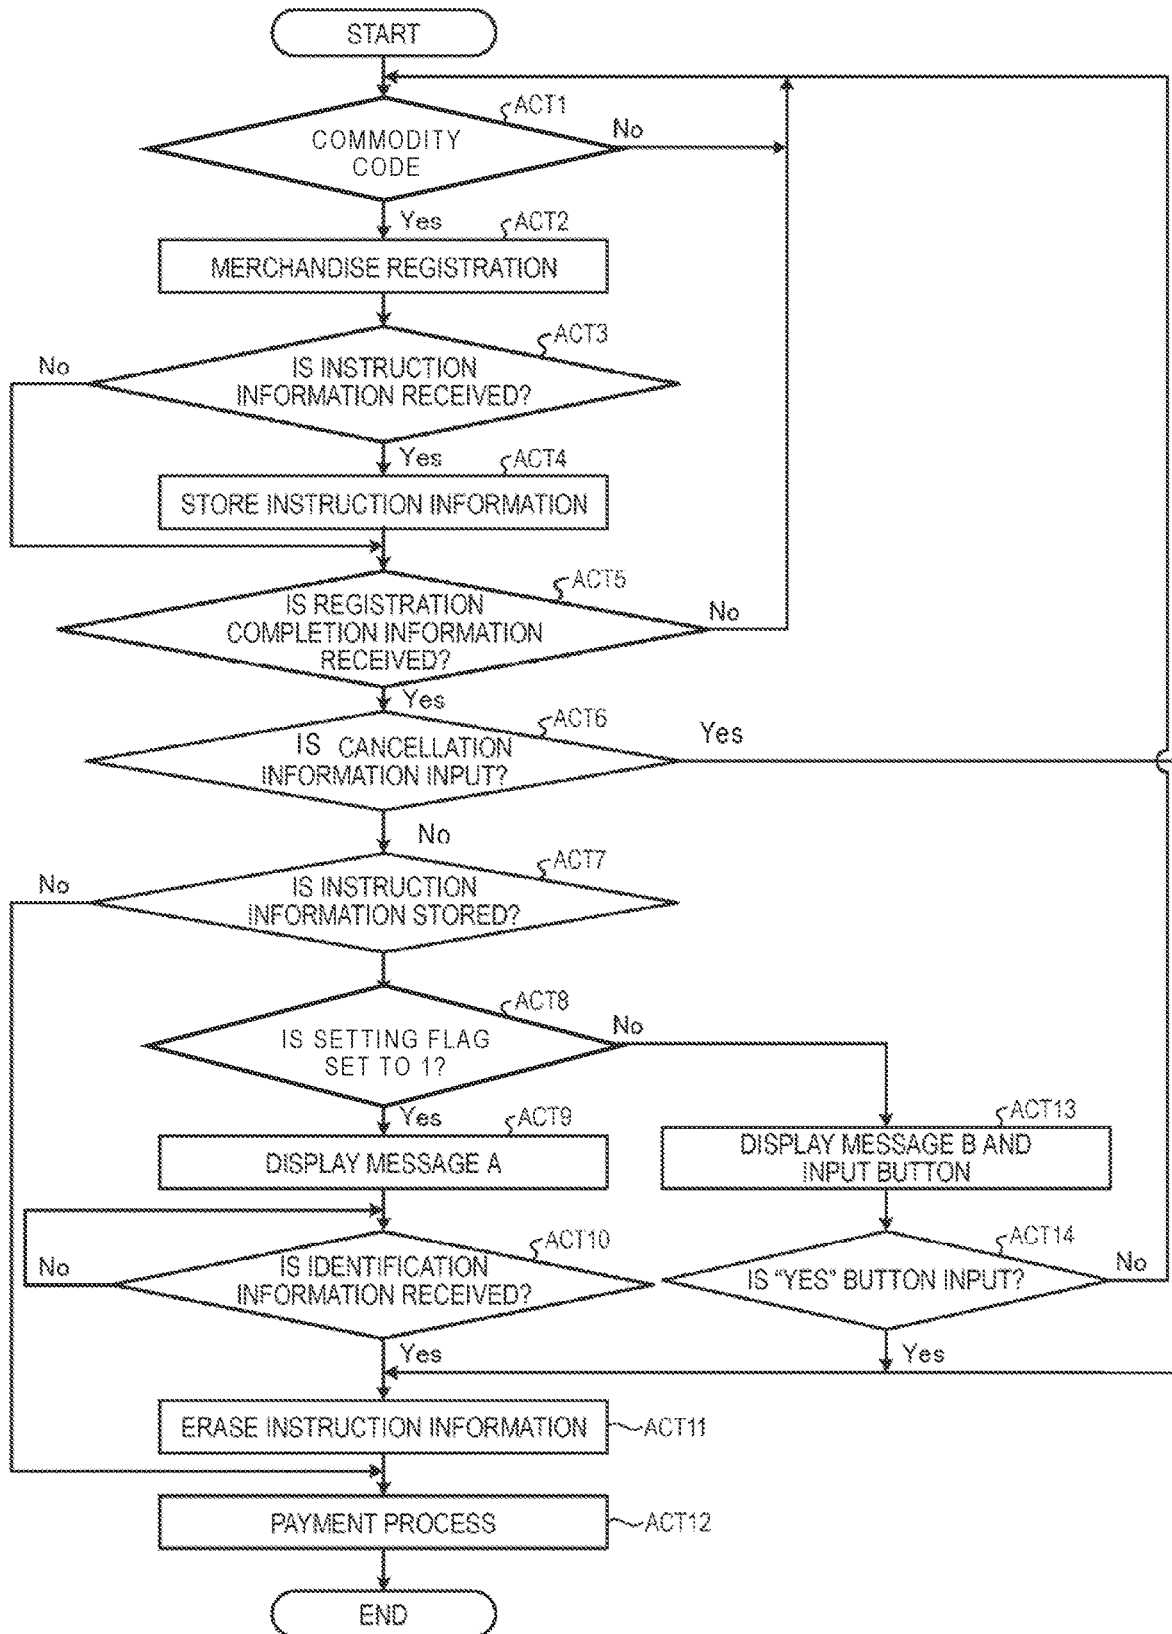 START
ACT1
COMMODITY
CODE
No
Yes
ACT2
MERCHANDISE REGISTRATION
ACT3
No
IS INSTRUCTION
INFORMATION RECEIVED?
Yes
ACT4
STORE INSTRUCTION INFORMATION
ACT5
IS REGISTRATION
COMPLETION INFORMATION
RECEIVED?
No
Yes
ACT6
IS CANCELLATION
INFORMATION INPUT?
Yes
No
ACT7
No
IS INSTRUCTION
INFORMATION STORED?
ACT8
IS SETTING FLAG
SET TO 1?
No
Yes
ACT9
DISPLAY MESSAGE A
ACT13
DISPLAY MESSAGE B AND
INPUT BUTTON
ACT10
No
IS IDENTIFICATION
INFORMATION RECEIVED?
Yes
ACT14
IS "YES" BUTTON INPUT?
No
Yes
ERASE INSTRUCTION INFORMATION
ACT11
PAYMENT PROCESS
ACT12
END